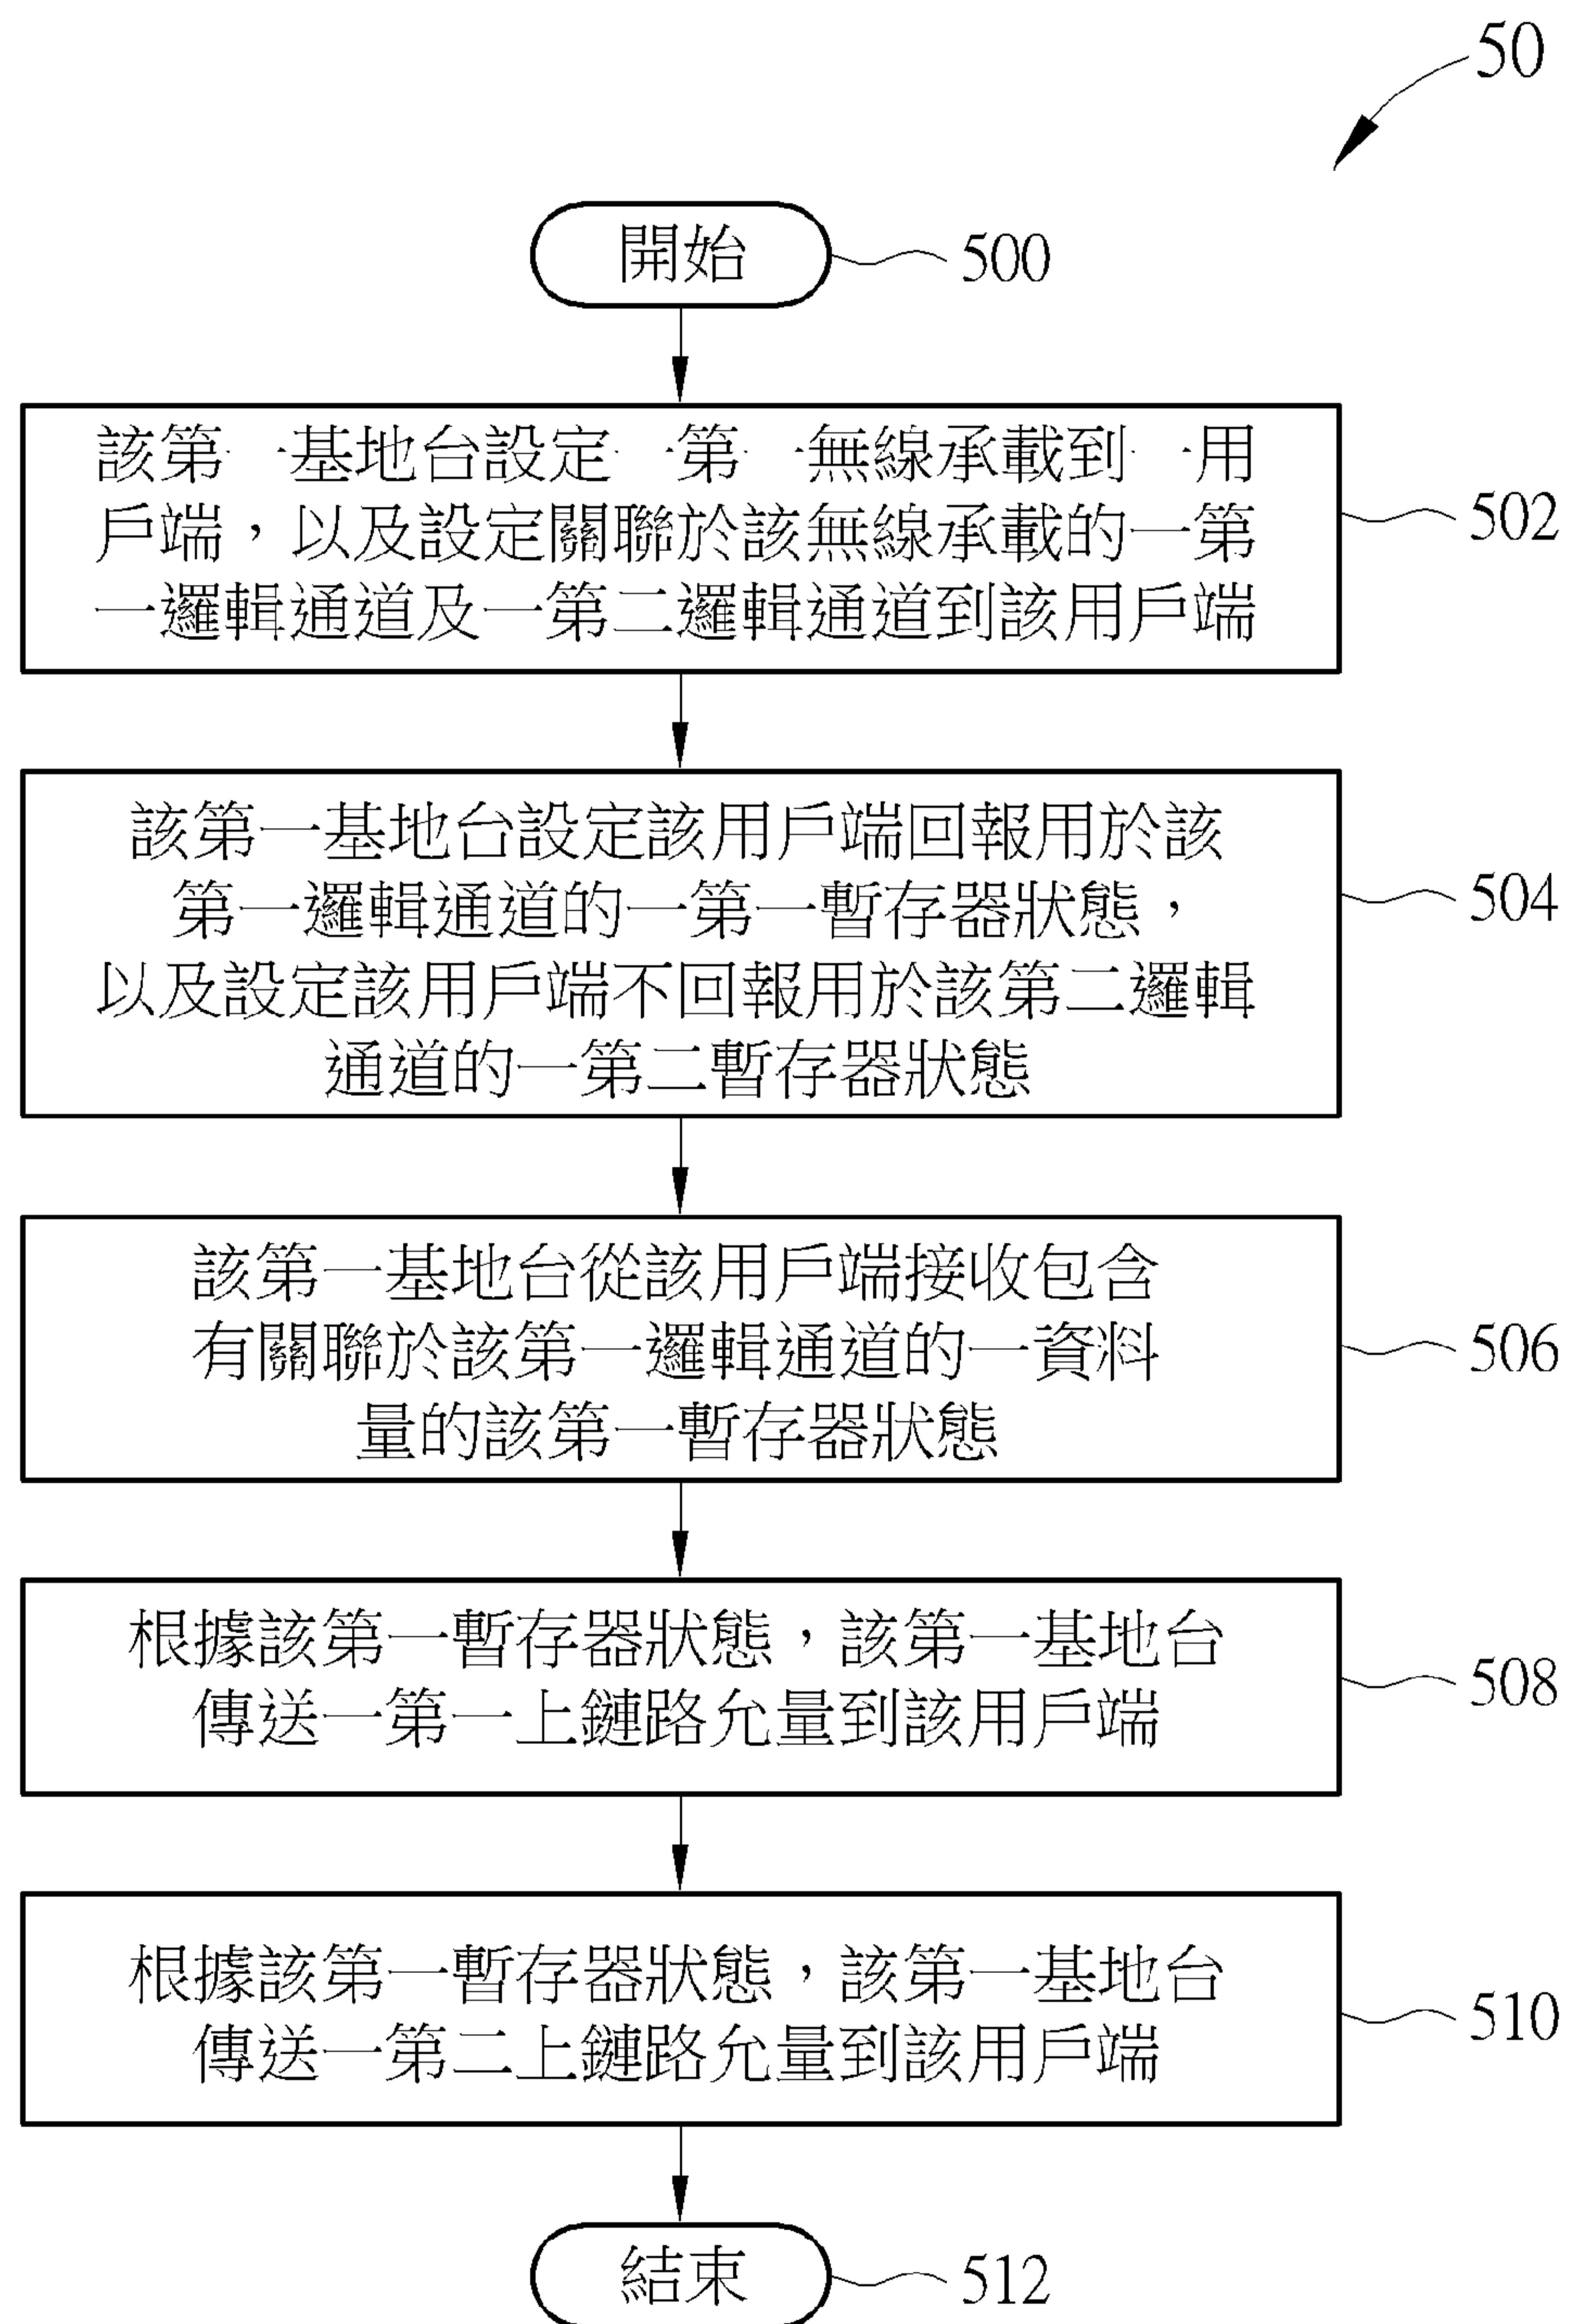 50
開始
500
該第一基地台設定一第一無線承載到一用
戶端，以及設定關聯於該無線承載的一第
一邏輯通道及一第二邏輯通道到該用戶端
502
該第一基地台設定該用戶端回報用於該
第一邏輯通道的一第一暫存器狀態，
以及設定該用戶端不回報用於該第二邏輯
通道的一第二暫存器狀態
504
該第一基地台從該用戶端接收包含
有關聯於該第一邏輯通道的一資料
量的該第一暫存器狀態
506
根據該第一暫存器狀態，該第一基地台
傳送一第一上鏈路允量到該用戶端
508
根據該第一暫存器狀態，該第一基地台
傳送一第二上鏈路允量到該用戶端
510
結束
512